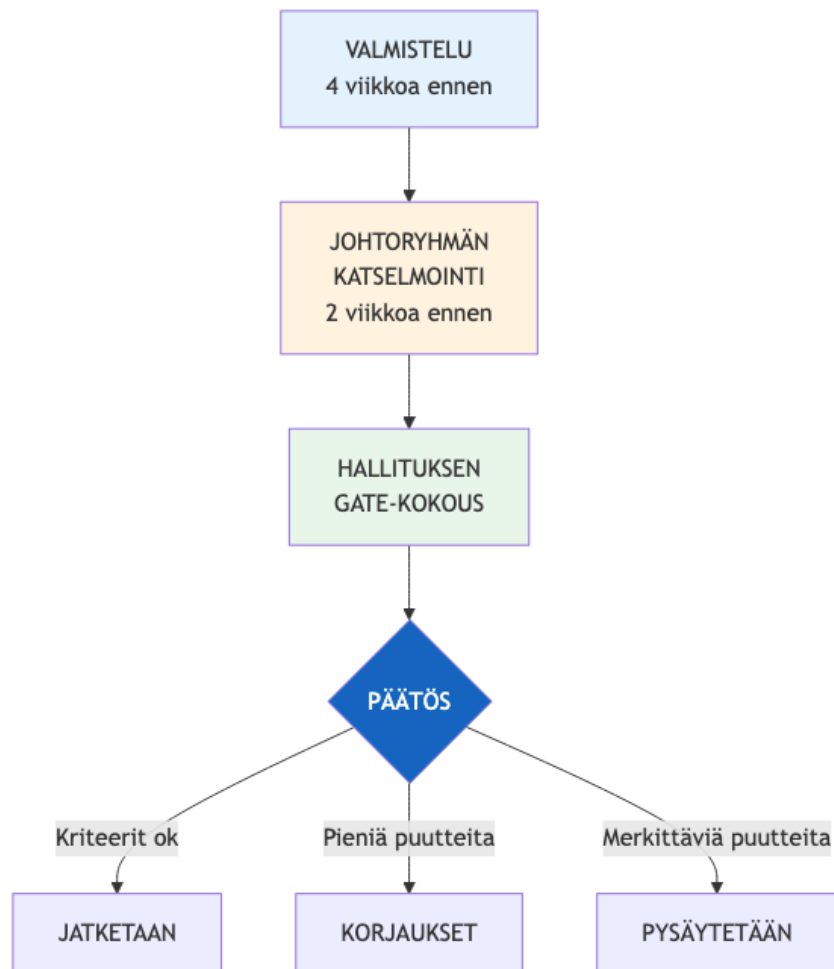 VALMISTELU
4 viikkoa ennen
JOHTORYHMÄN
KATSELMOINTI
2 viikkoa ennen
HALLITUKSEN
GATE-KOKOUS
PÄÄTÖS
Kriteerit ok
Pieniä puutteita
Merkittäviä puutteita
JATKETAAN
KORJAUKSET
PYSÄYTETÄÄN